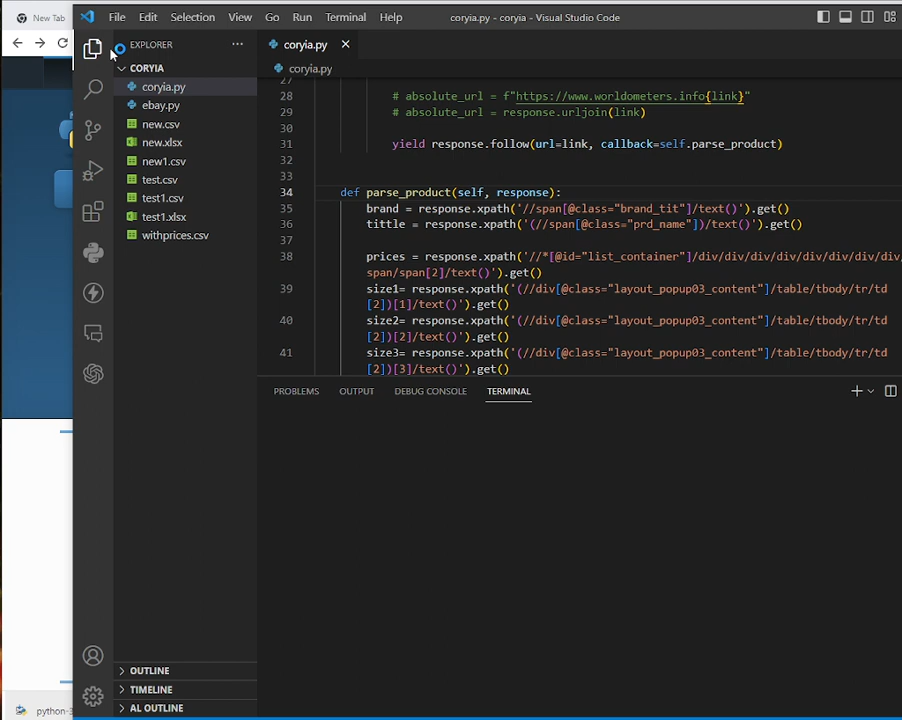 New Tab
File Edit Selection View Go Run Terminal Help coryia.py - coryia - Visual Studio Code
EXPLORER
CORYIA
coryia.py
ebay.py
new.csv
new.xlsx
new1.csv
test.csv
test1.csv
test1.xlsx
withprices.csv
OUTLINE
TIMELINE
AL OUTLINE
coryia.py
coryia.py
27
28 # absolute_url = f"https://www.worldometers.info{link}"
29 # absolute_url = response.urljoin(link)
30
31 yield response.follow(url=link, callback=self.parse_product)
32
33
34 def parse_product(self, response):
35 brand = response.xpath('//span[@class="brand_tit"]/text()').get()
36 tittle = response.xpath('(//span[@class="prd_name"])/text()').get()
37
38 prices = response.xpath('//*[@id="list_container"]/div/div/div/div/div/div/div/
span/span[2]/text()').get()
39 size1= response.xpath('(//div[@class="layout_popup03_content"]/table/tbody/tr/td
[2])[1]/text()').get()
40 size2= response.xpath('(//div[@class="layout_popup03_content"]/table/tbody/tr/td
[2])[2]/text()').get()
41 size3= response.xpath('(//div[@class="layout_popup03_content"]/table/tbody/tr/td
[2])[3]/text()').get()
PROBLEMS OUTPUT DEBUG CONSOLE TERMINAL